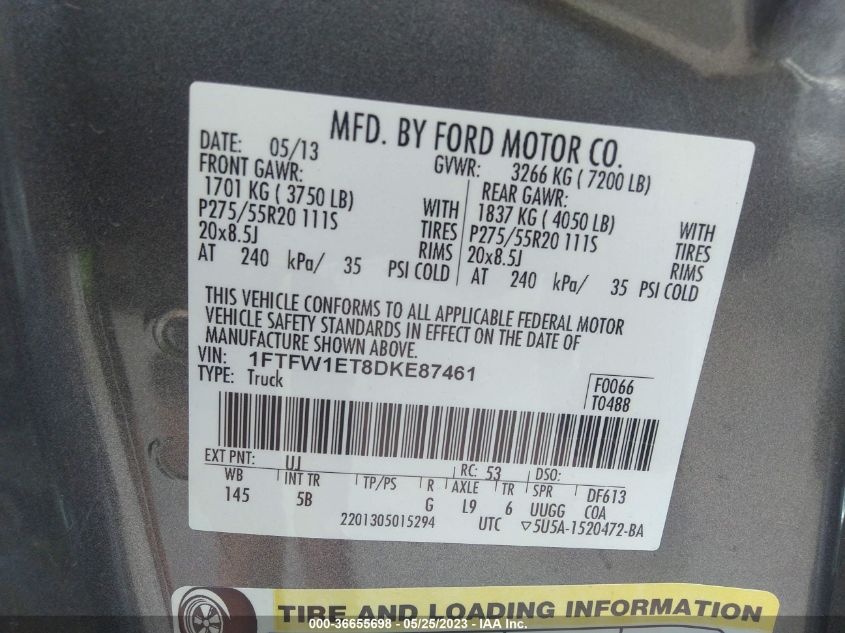 MFD. BY FORD MOTOR CO.
DATE: 05/13 GVWR: 3266 KG ( 7200 LB)
FRONT GAWR: REAR GAWR:
1701 KG ( 3750 LB) WITH 1837 KG ( 4050 LB) WITH
P275/55R20 111S TIRES P275/55R20 111S TIRES
20x8.5J RIMS 20x8.5J RIMS
AT 240 kPa/ 35 PSI COLD AT 240 kPa/ 35 PSI COLD
THIS VEHICLE CONFORMS TO ALL APPLICABLE FEDERAL MOTOR
VEHICLE SAFETY STANDARDS IN EFFECT ON THE DATE OF
MANUFACTURE SHOWN ABOVE.
VIN: 1FTFW1ET8DKE87461
TYPE: Truck
F0066
T0488
EXT PNT: UJ RC: 53 DSO:
WB INT TR TP/PS R AXLE TR SPR DF613
145 5B G L9 6 UUGG COA
2201305015294 UTC ▽5U5A-1520472-BA
TIRE AND LOADING INFORMATION
000-36655698 - 05/25/2023 - IAA Inc.